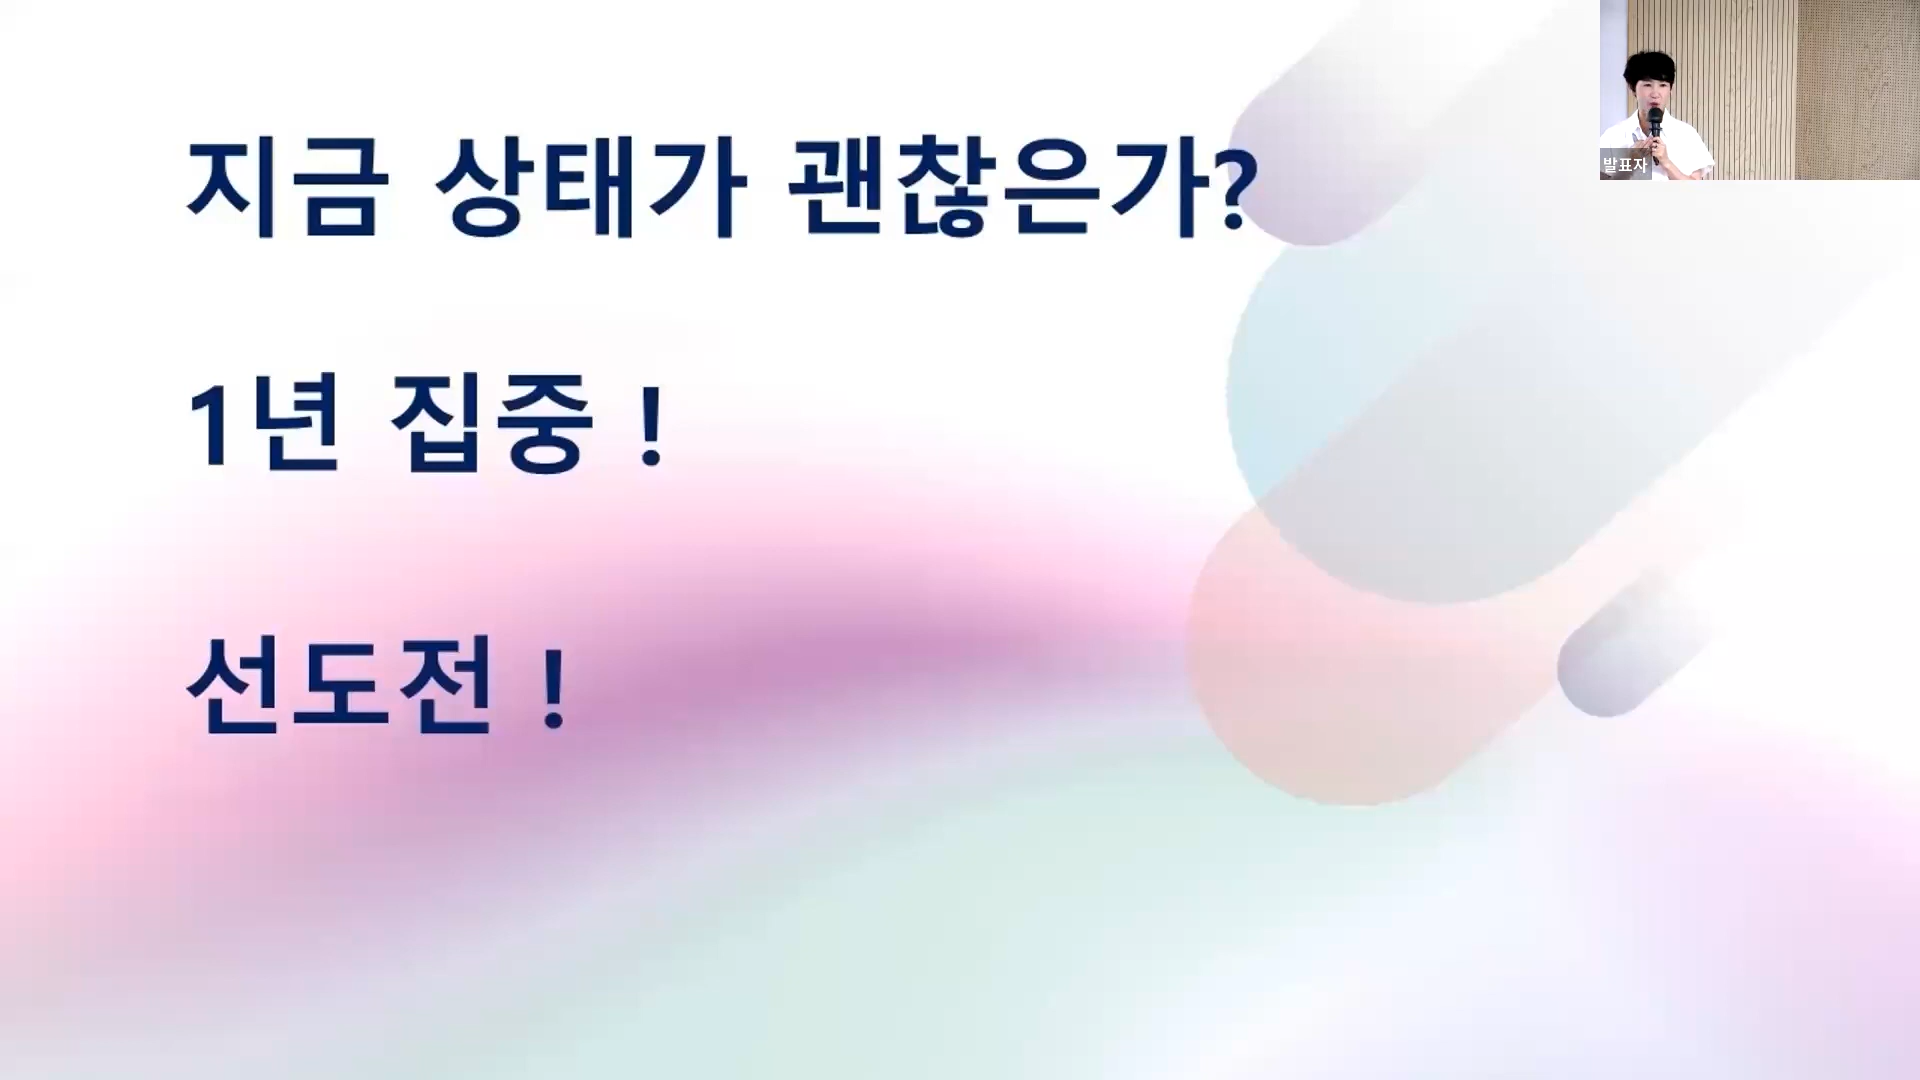 지금 상태가 괜찮은가?
1년 집중 !
선도전 !
발표자